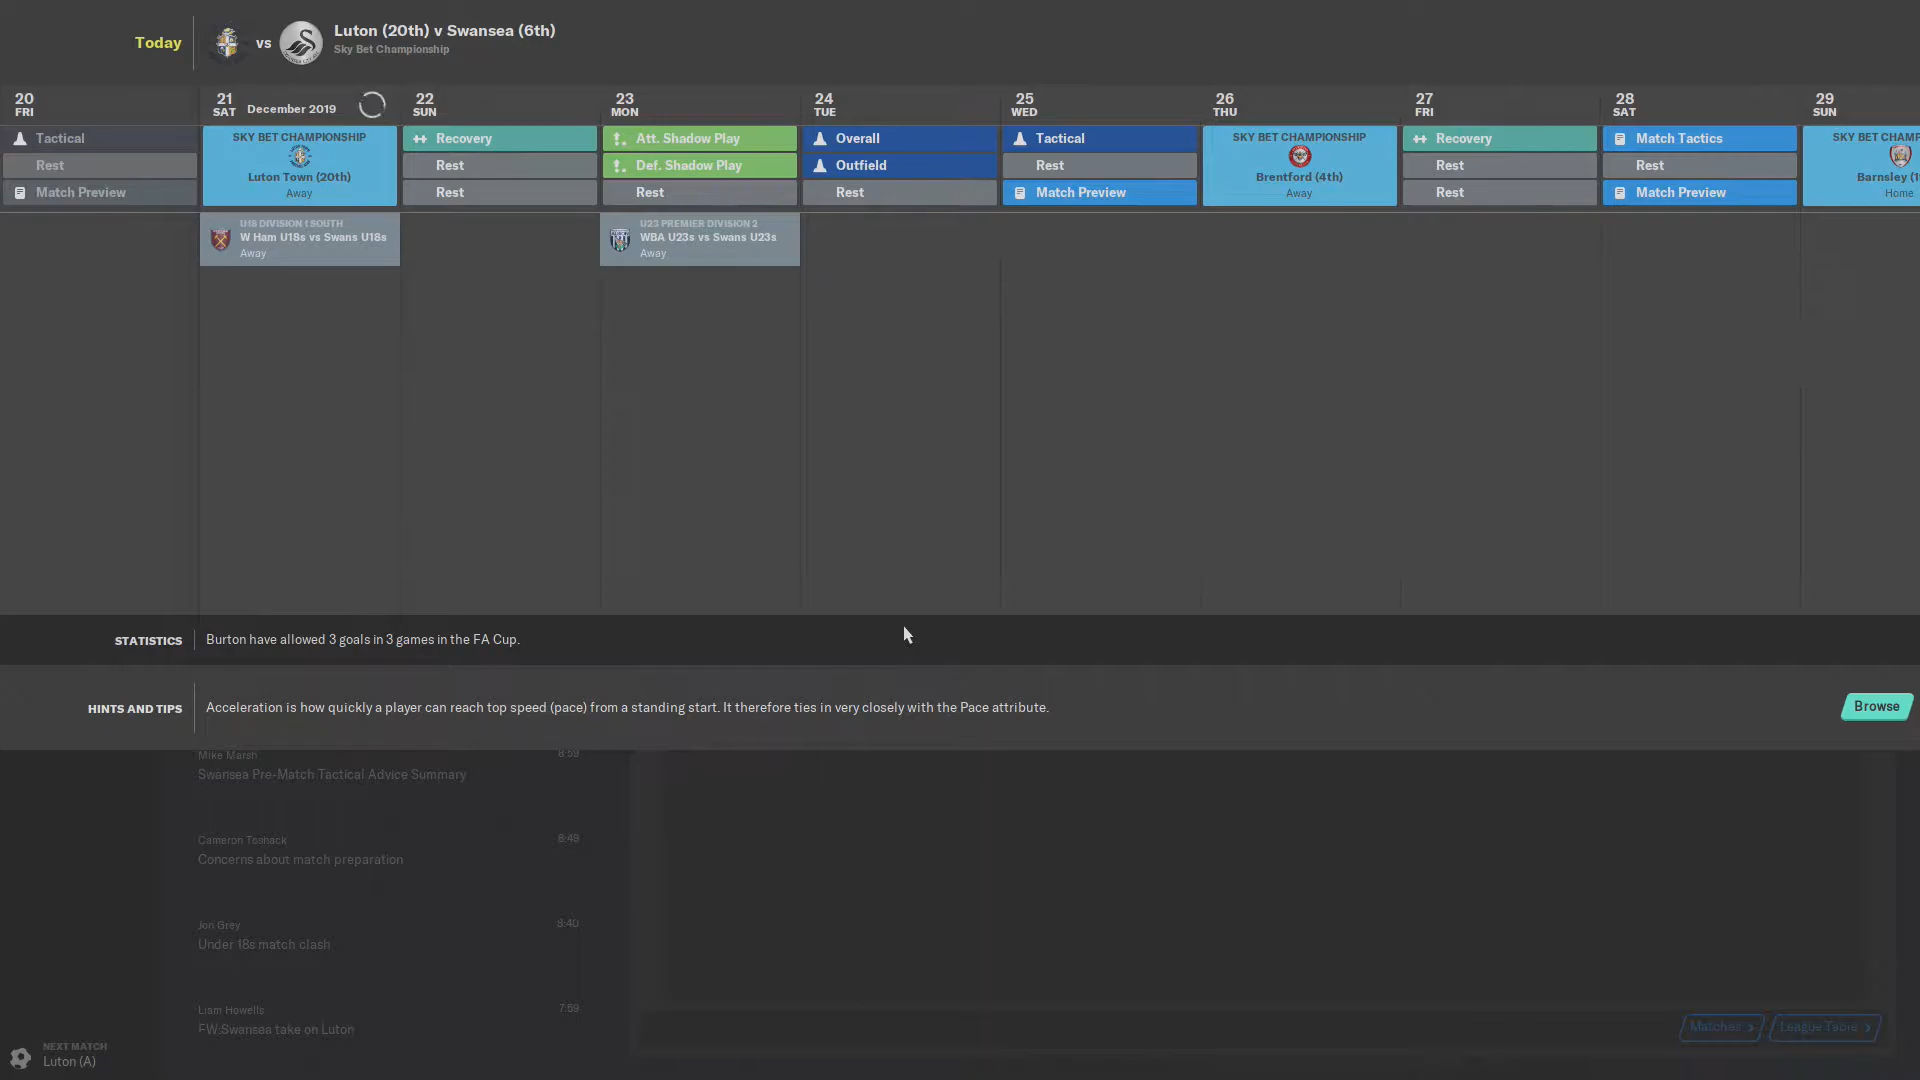 Today
vs
Luton (20th) v Swansea (6th)
Sky Bet Championship
20
FRI
21
SAT
December 2019
22
SUN
23
MON
24
TUE
25
WED
26
THU
27
FRI
28
SAT
29
SUN
Tactical
Rest
Match Preview
SKY BET CHAMPIONSHIP
Luton Town (20th)
Away
Recovery
Rest
Rest
Att. Shadow Play
Def. Shadow Play
Rest
Overall
Outfield
Rest
Tactical
Rest
Match Preview
SKY BET CHAMPIONSHIP
Brentford (4th)
Away
Recovery
Rest
Rest
Match Tactics
Rest
Match Preview
SKY BET CHAMP
Barnsley (1
Home
U18 DIVISION 1 SOUTH
W Ham U18s vs Swans U18s
Away
U23 PREMIER DIVISION 2
WBA U23s vs Swans U23s
Away
STATISTICS
Burton have allowed 3 goals in 3 games in the FA Cup.
HINTS AND TIPS
Acceleration is how quickly a player can reach top speed (pace) from a standing start. It therefore ties in very closely with the Pace attribute.
Browse
Mike Marsh
8:59
Swansea Pre-Match Tactical Advice Summary
Cameron Toshack
8:49
Concerns about match preparation
Jon Grey
8:40
Under 18s match clash
Liam Howells
7:59
FW:Swansea take on Luton
Matches >
League Table >
NEXT MATCH
Luton (A)